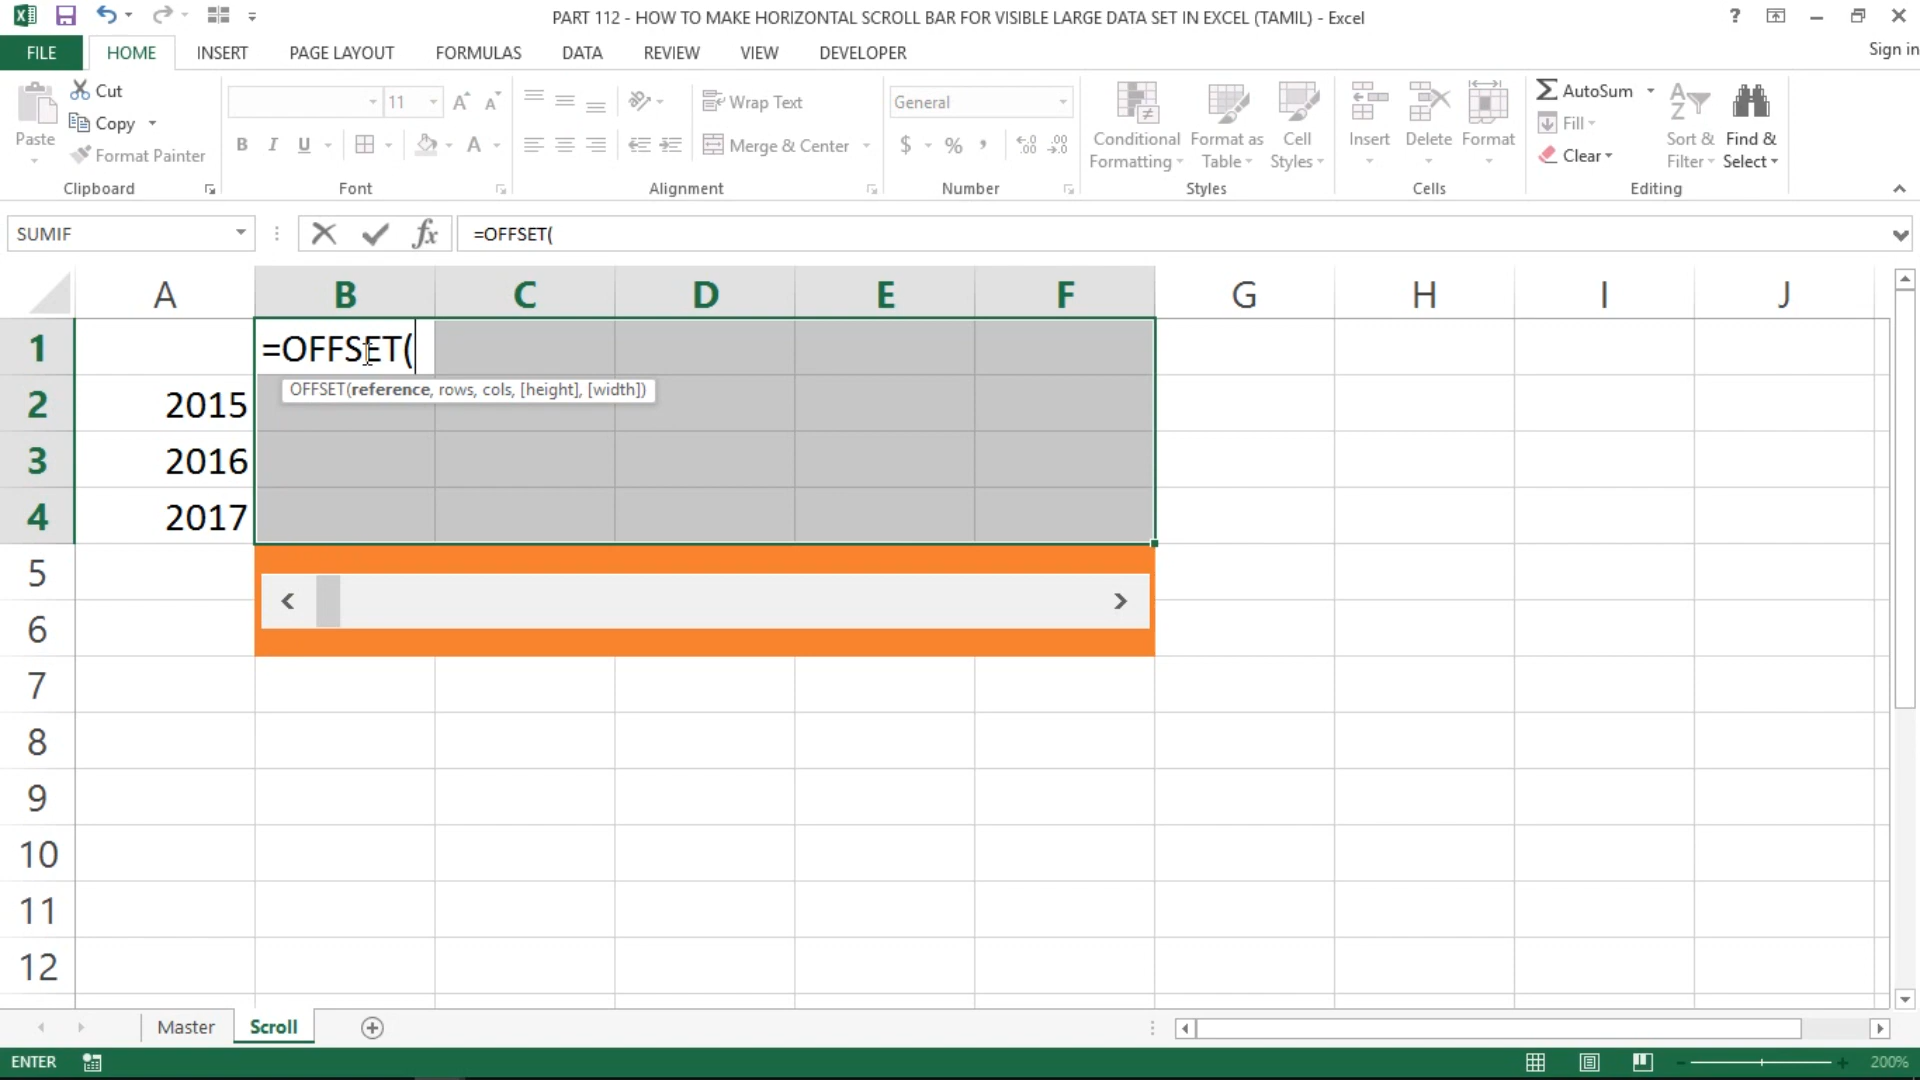 PART 112 - HOW TO MAKE HORIZONTAL SCROLL BAR FOR VISIBLE LARGE DATA SET IN EXCEL (TAMIL) - Excel
FILE HOME INSERT PAGE LAYOUT FORMULAS DATA REVIEW VIEW DEVELOPER Sign in
Paste
Cut
Copy
Format Painter
Clipboard
11
B I U
Font
Wrap Text
Merge & Center
Alignment
General
$ %
Number
Conditional Formatting
Format as Table
Cell Styles
Styles
Insert
Delete
Format
Cells
AutoSum
Fill
Clear
Sort & Filter
Find & Select
Editing
SUMIF
fx
=OFFSET(
A B C D E F G H I J
1 =OFFSET(
OFFSET(reference, rows, cols, [height], [width])
2 2015
3 2016
4 2017
5
6
7
8
9
10
11
12
Master Scroll
ENTER 200%